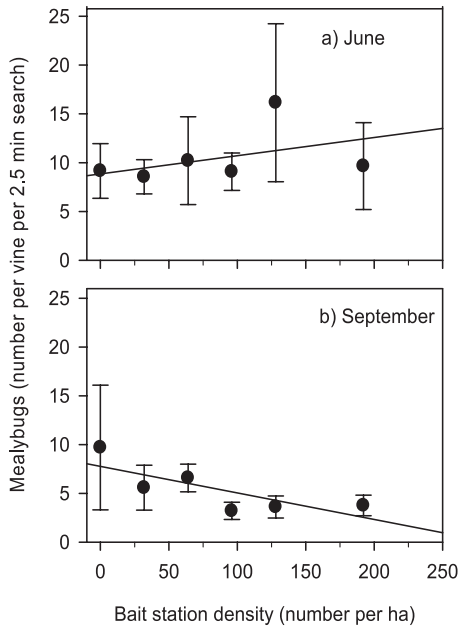 Mealybugs (number per vine per 2.5 min search)
25
20
15
10
5
0
a) June
25
20
15
10
5
0
b) September
0 50 100 150 200 250
Bait station density (number per ha)